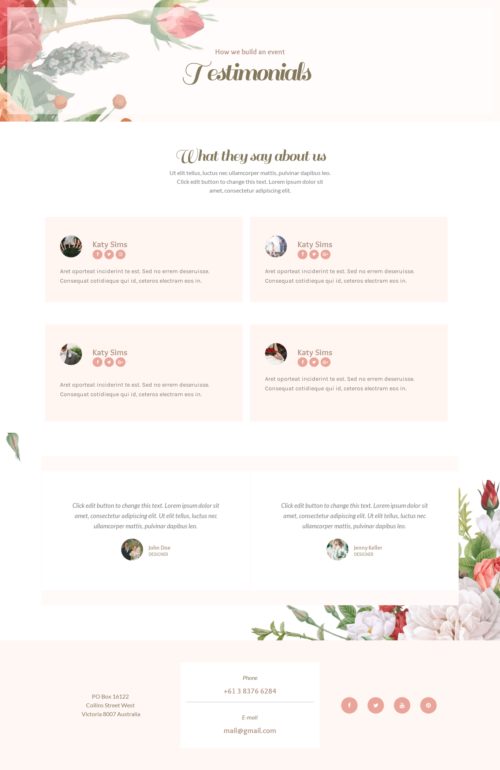 How we build an event
Testimonials
What they say about us
Ut elit tellus, luctus nec ullamcorper mattis, pulvinar dapibus leo.
Click edit button to change this text. Lorem ipsum dolor sit
amet, consectetur adipiscing elit.
Katy Sims
Aret oporteat inciderint te est. Sed no errem deseruisse.
Consequat cotidieque qui id, ceteros electram eos in.
Katy Sims
Aret oporteat inciderint te est. Sed no errem deseruisse.
Consequat cotidieque qui id, ceteros electram eos in.
Katy Sims
Aret oporteat inciderint te est. Sed no errem deseruisse.
Consequat cotidieque qui id, ceteros electram eos in.
Katy Sims
Aret oporteat inciderint te est. Sed no errem deseruisse.
Consequat cotidieque qui id, ceteros electram eos in.
Click edit button to change this text. Lorem ipsum dolor sit
amet, consectetur adipiscing elit. Ut elit tellus, luctus nec
ullamcorper mattis, pulvinar dapibus leo.
John Doe
DESIGNER
Click edit button to change this text. Lorem ipsum dolor sit
amet, consectetur adipiscing elit. Ut elit tellus, luctus nec
ullamcorper mattis, pulvinar dapibus leo.
Jenny Keller
DESIGNER
PO Box 16122
Collins Street West
Victoria 8007 Australia
Phone
+61 3 8376 6284
E-mail
mail@gmail.com